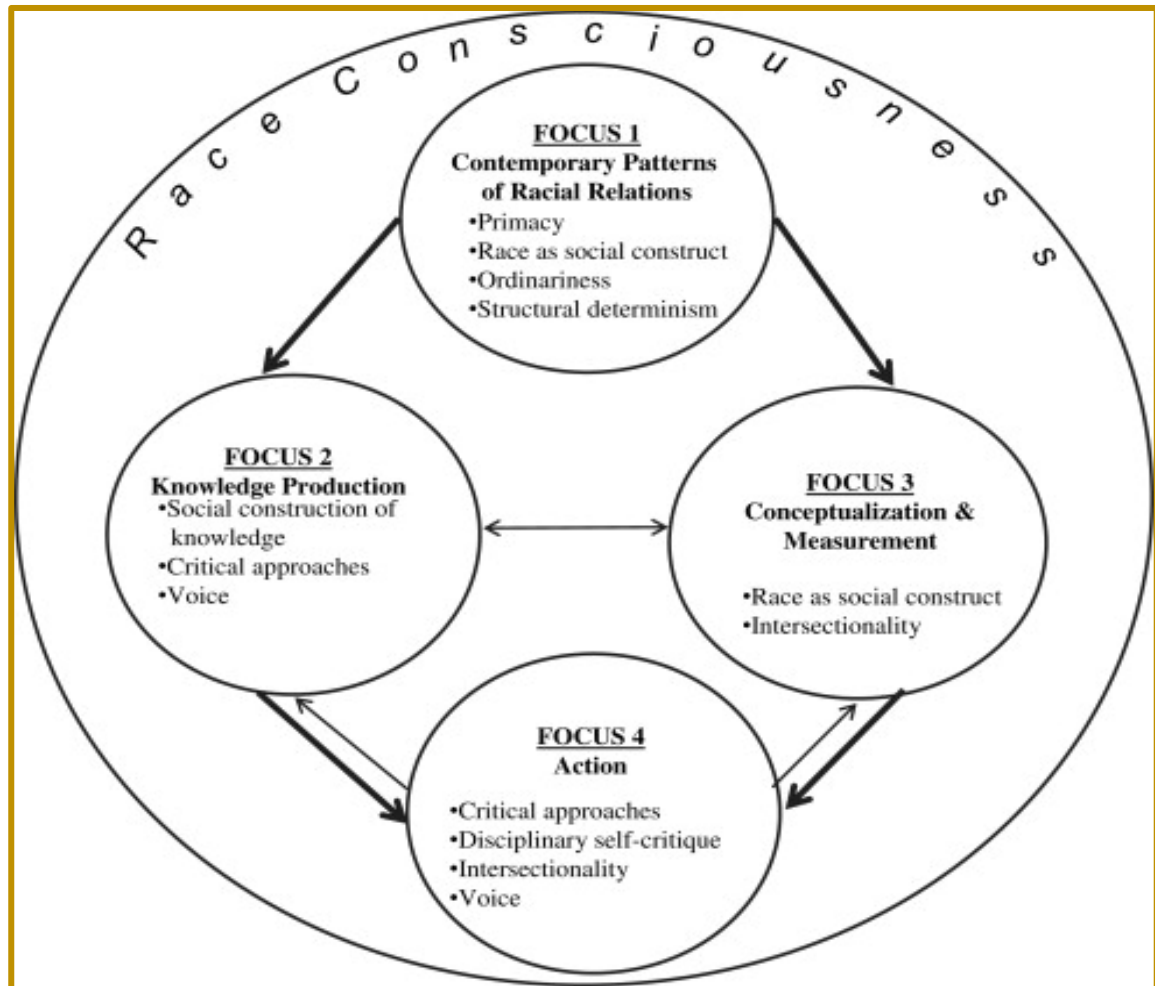 Race Consciousness
FOCUS 1
Contemporary Patterns
of Racial Relations
•Primacy
•Race as social construct
•Ordinariness
•Structural determinism
FOCUS 2
Knowledge Production
•Social construction of
knowledge
•Critical approaches
•Voice
FOCUS 3
Conceptualization &
Measurement
•Race as social construct
•Intersectionality
FOCUS 4
Action
•Critical approaches
•Disciplinary self-critique
•Intersectionality
•Voice